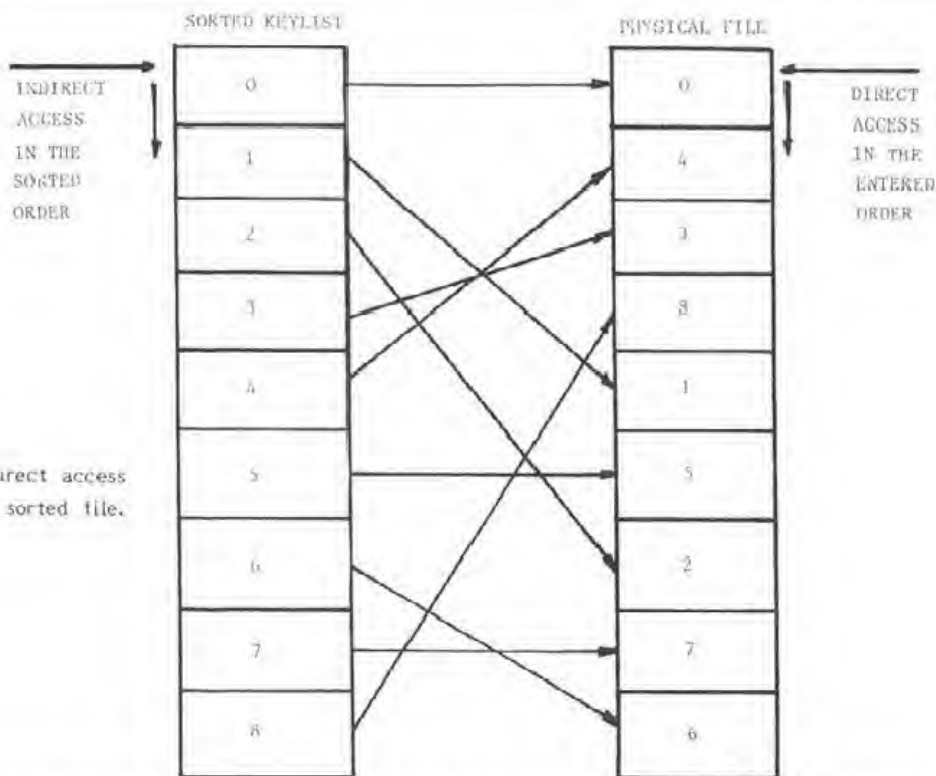 SORTED KEYLIST
PHYSICAL FILE
INDIRECT
ACCESS
IN THE
SORTED
ORDER
DIRECT
ACCESS
IN THE
ENTERED
ORDER
0
1
2
3
4
5
6
7
8
0
4
3
8
1
5
2
7
6
irect access
sorted file.